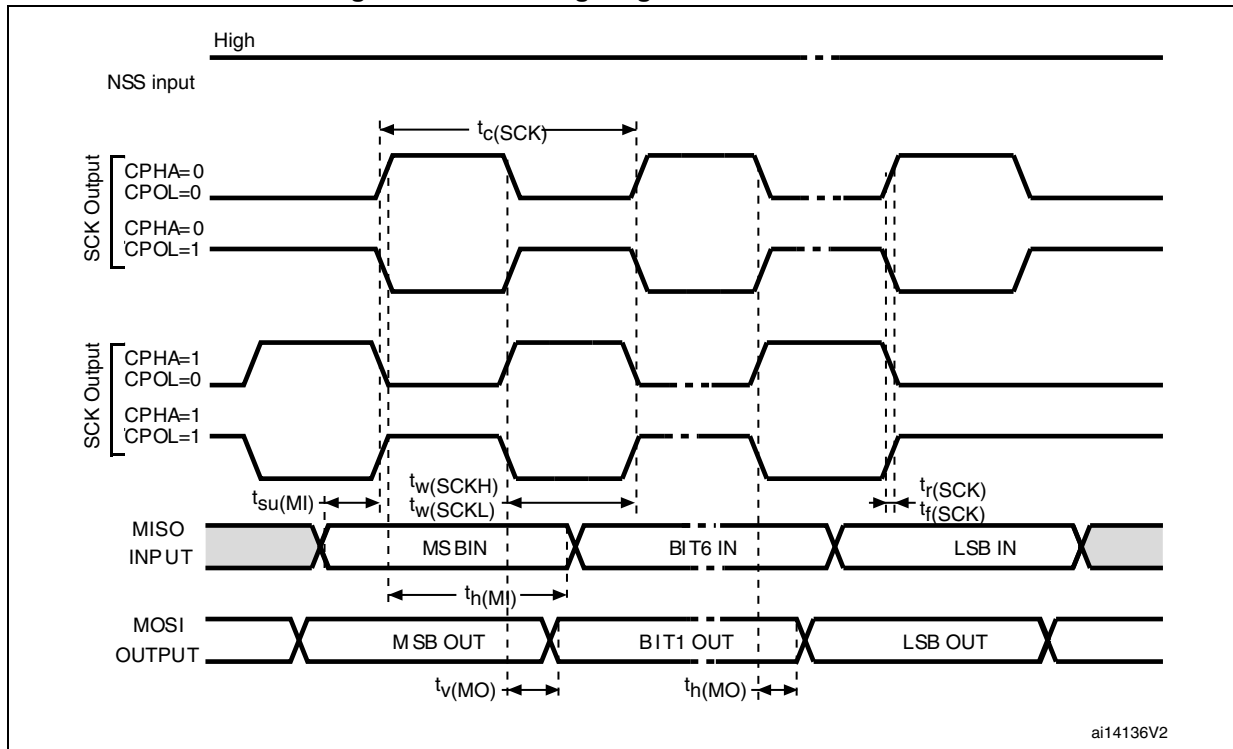 High
NSS input
tc(SCK)
SCK Output
CPHA=0
CPOL=0
CPHA=0
CPOL=1
SCK Output
CPHA=1
CPOL=0
CPHA=1
CPOL=1
tsu(MI)
tw(SCKH)
tw(SCKL)
tr(SCK)
tf(SCK)
MISO
INPUT
MSBIN
BIT6 IN
LSB IN
th(MI)
MOSI
OUTPUT
MSB OUT
BIT1 OUT
LSB OUT
tv(MO)
th(MO)
ai14136V2